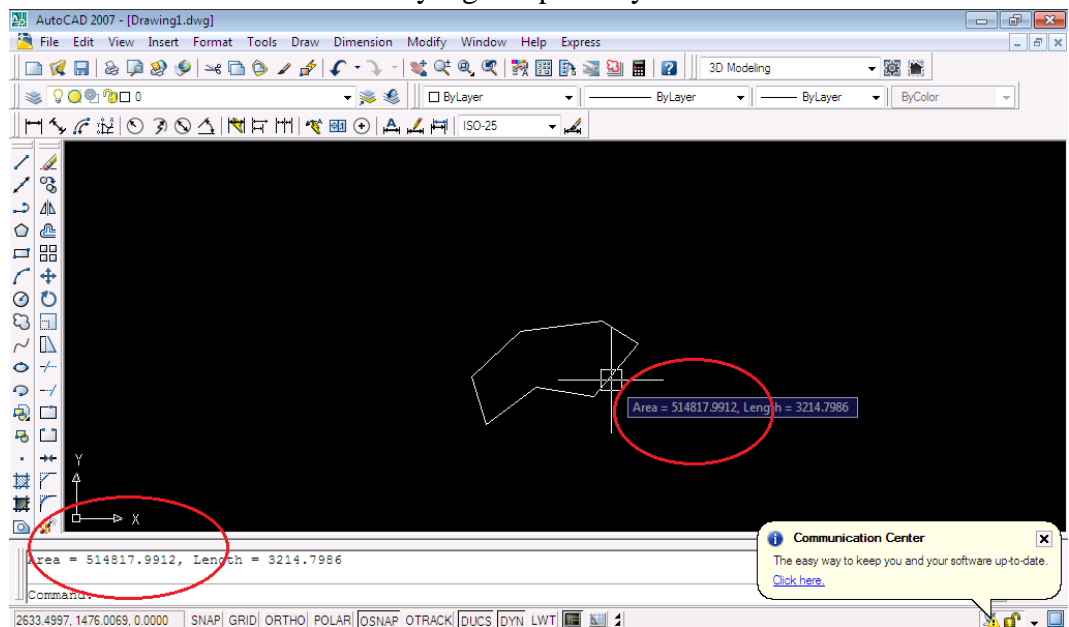 AutoCAD 2007 - [Drawing1.dwg]
File Edit View Insert Format Tools Draw Dimension Modify Window Help Express
3D Modeling
0 ByLayer ByLayer ByLayer ByColor
ISO-25
Area = 514817.9912, Length = 3214.7986
Y
X
Area = 514817.9912, Length = 3214.7986
Command:
Communication Center
The easy way to keep you and your software up-to-date.
Click here.
2633.4997, 1476.0069, 0.0000 SNAP GRID ORTHO POLAR OSNAP OTRACK DUCS DYN LWT